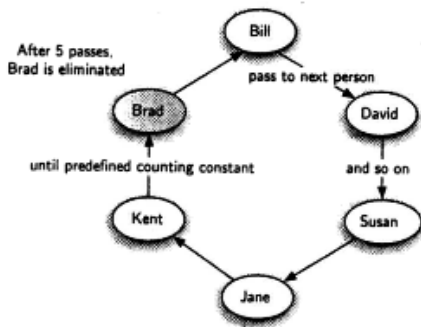 Bill
After 5 passes,
Brad is eliminated
pass to next person
Brad
David
until predefined counting constant
and so on
Kent
Susan
Jane